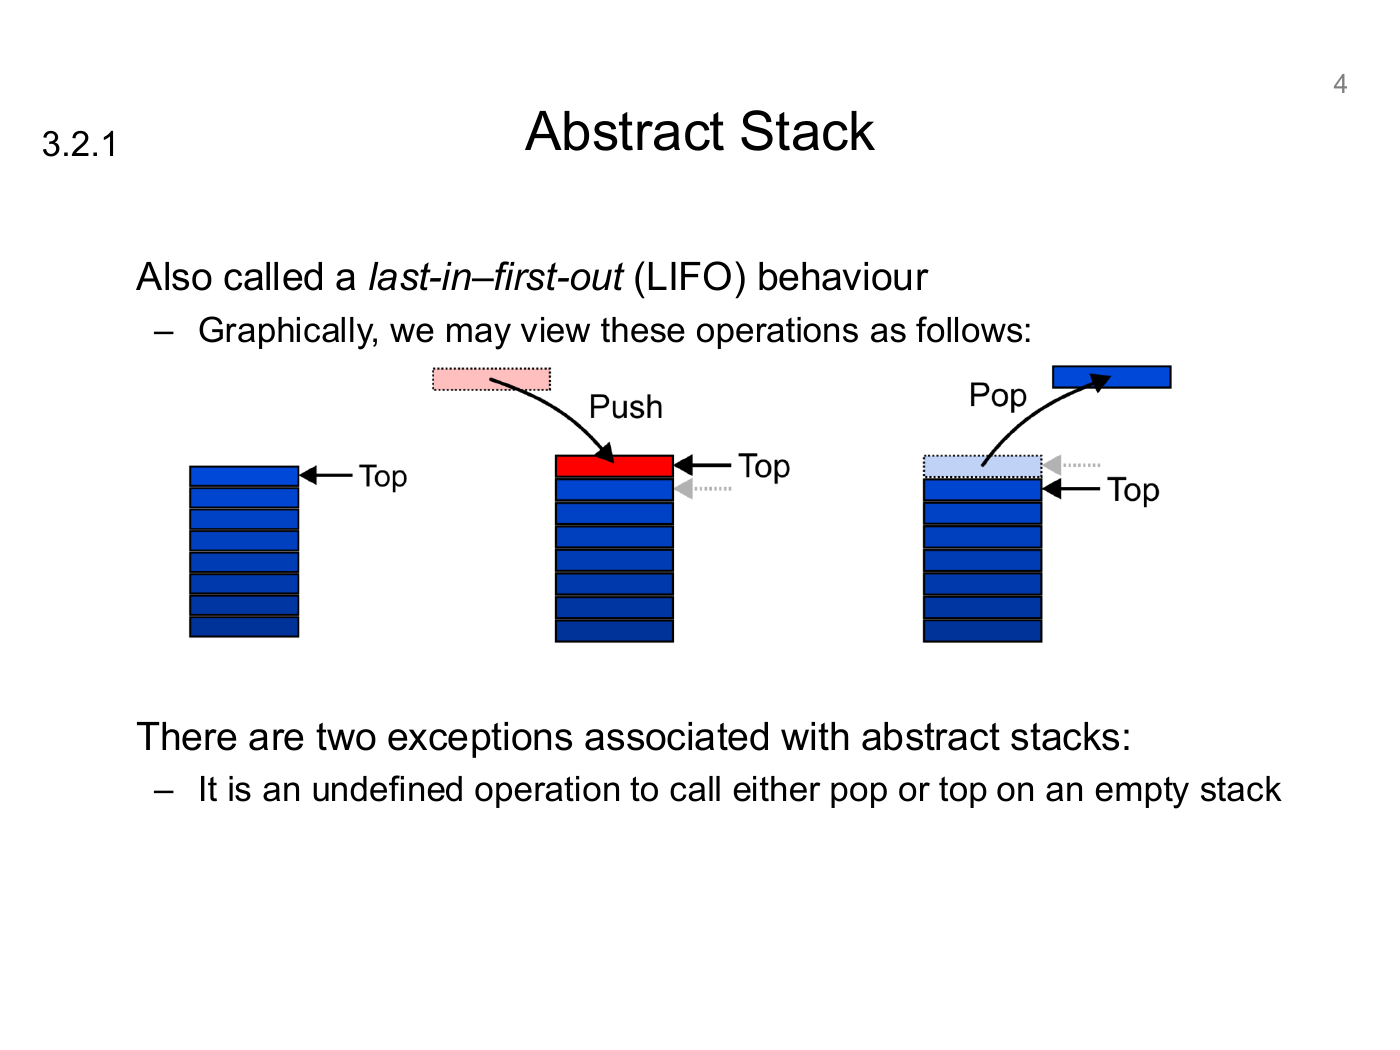 4
3.2.1
Abstract Stack
Also called a last-in–first-out (LIFO) behaviour
– Graphically, we may view these operations as follows:
Push
Pop
Top
Top
Top
There are two exceptions associated with abstract stacks:
– It is an undefined operation to call either pop or top on an empty stack